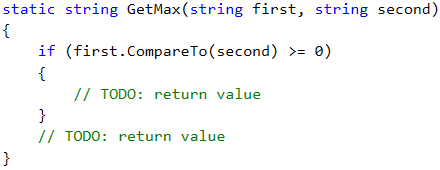 static string GetMax(string first, string second)
{
    if (first.CompareTo(second) >= 0)
    {
        // TODO: return value
    }
    // TODO: return value
}